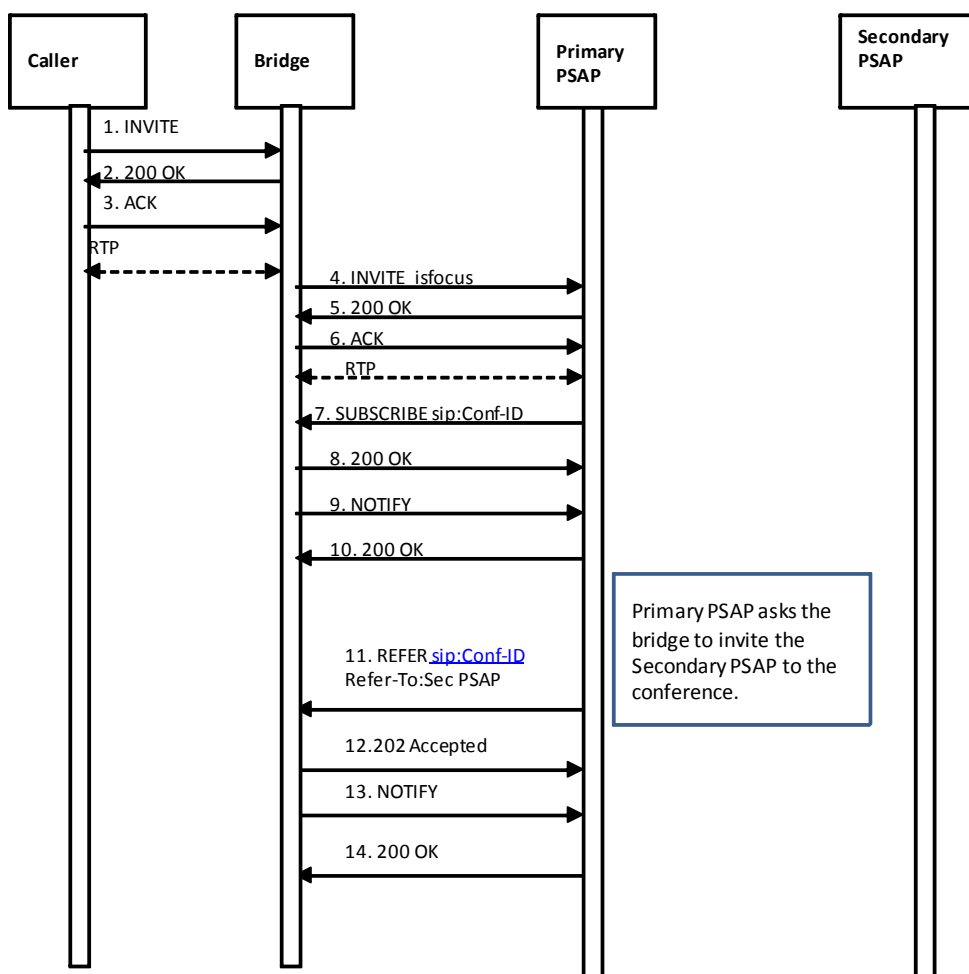 Caller
Bridge
Primary
PSAP
Secondary
PSAP
1. INVITE
2. 200 OK
3. ACK
RTP
4. INVITE isfocus
5. 200 OK
6. ACK
RTP
7. SUBSCRIBE sip:Conf-ID
8. 200 OK
9. NOTIFY
10. 200 OK
Primary PSAP asks the
bridge to invite the
Secondary PSAP to the
conference.
11. REFER sip:Conf-ID
Refer-To:Sec PSAP
12.202 Accepted
13. NOTIFY
14. 200 OK